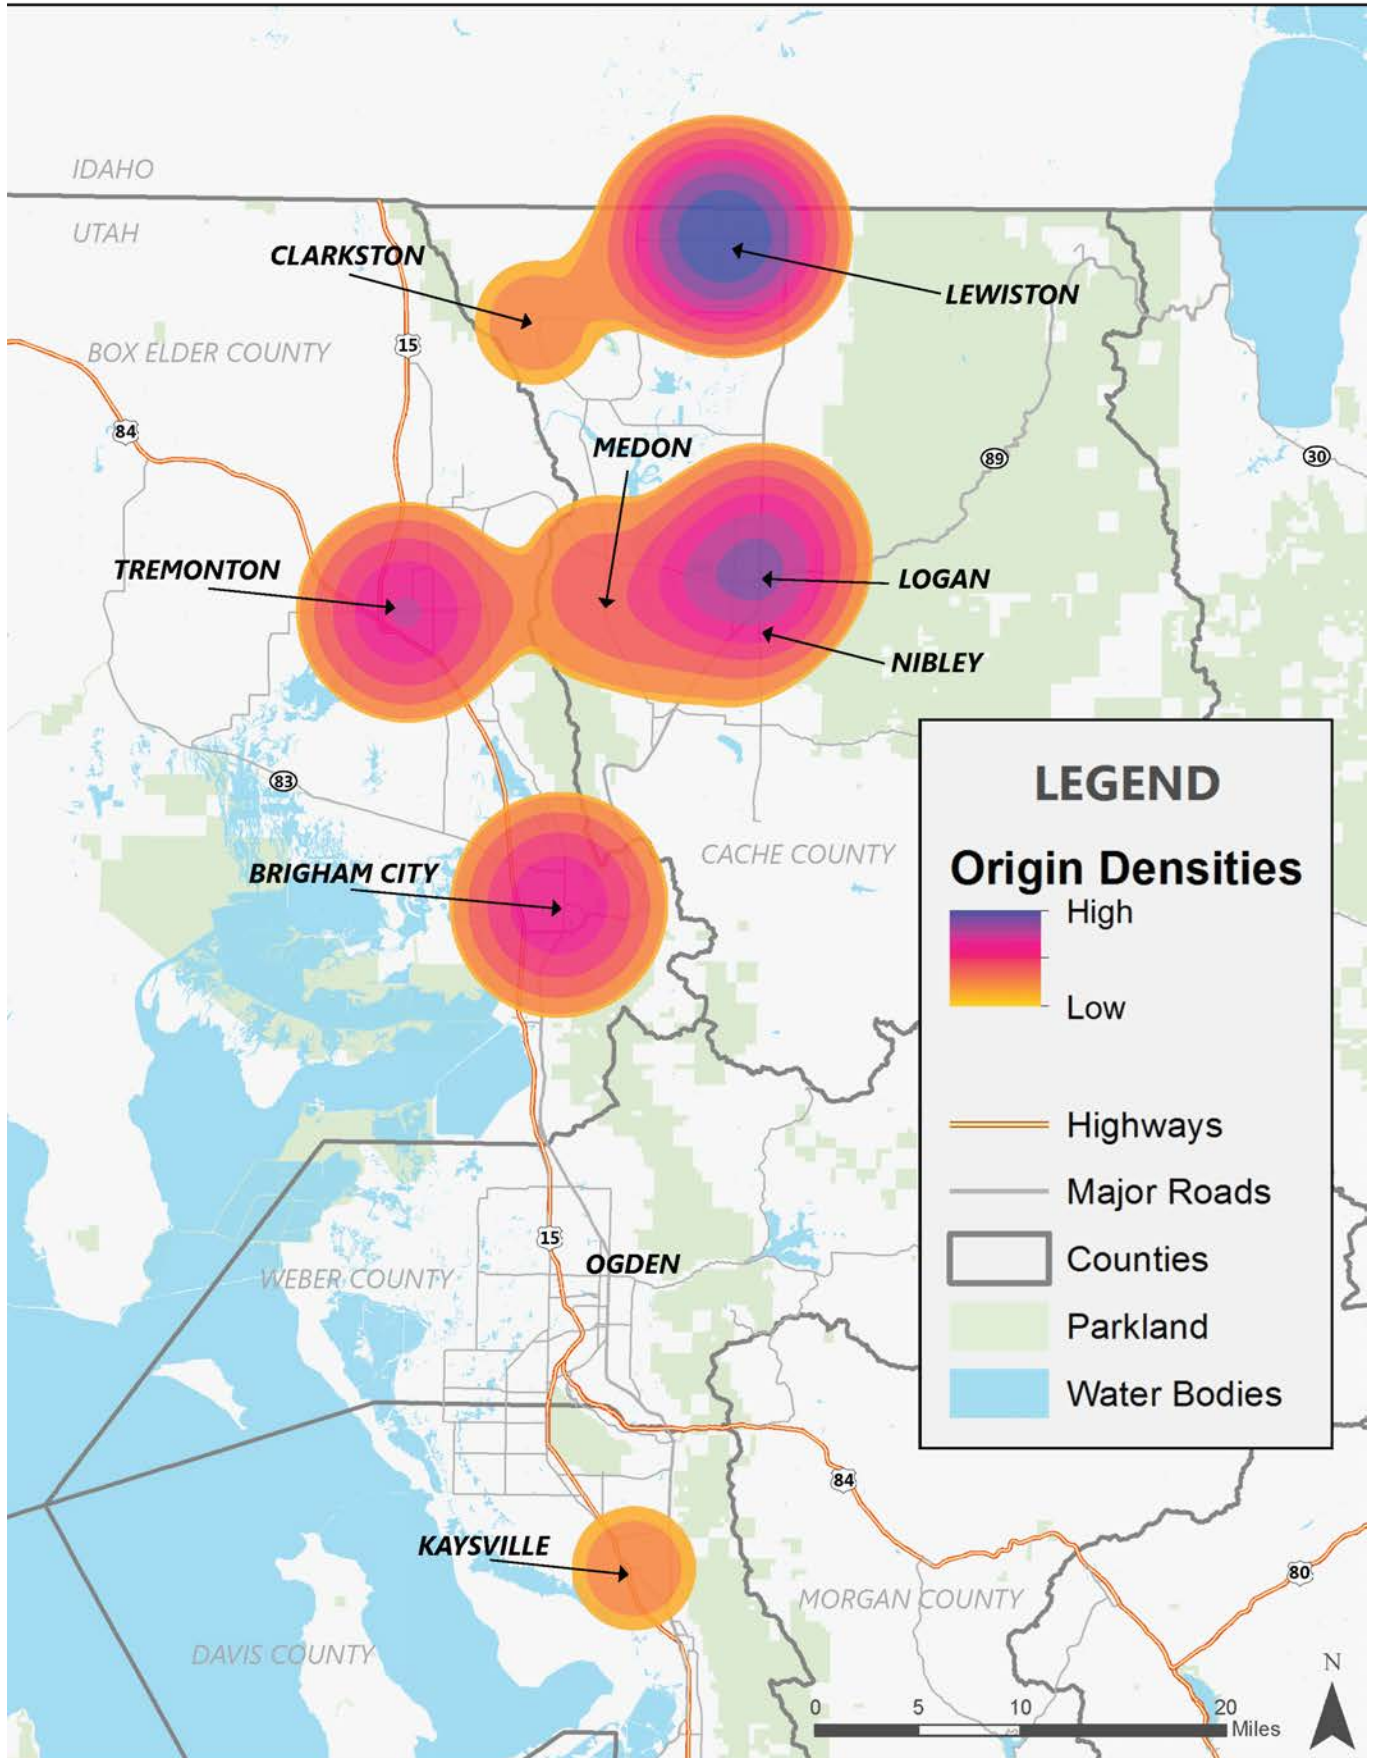 IDAHO
UTAH
CLARKSTON
LEWISTON
15
BOX ELDER COUNTY
84
MEDON
89
30
TREMONTON
LOGAN
NIBLEY
83
BRIGHAM CITY
CACHE COUNTY
LEGEND
Origin Densities
High
Low
Highways
Major Roads
Counties
Parkland
Water Bodies
15
OGDEN
WEBER COUNTY
84
KAYSVILLE
80
MORGAN COUNTY
DAVIS COUNTY
N
0 5 10 20
Miles